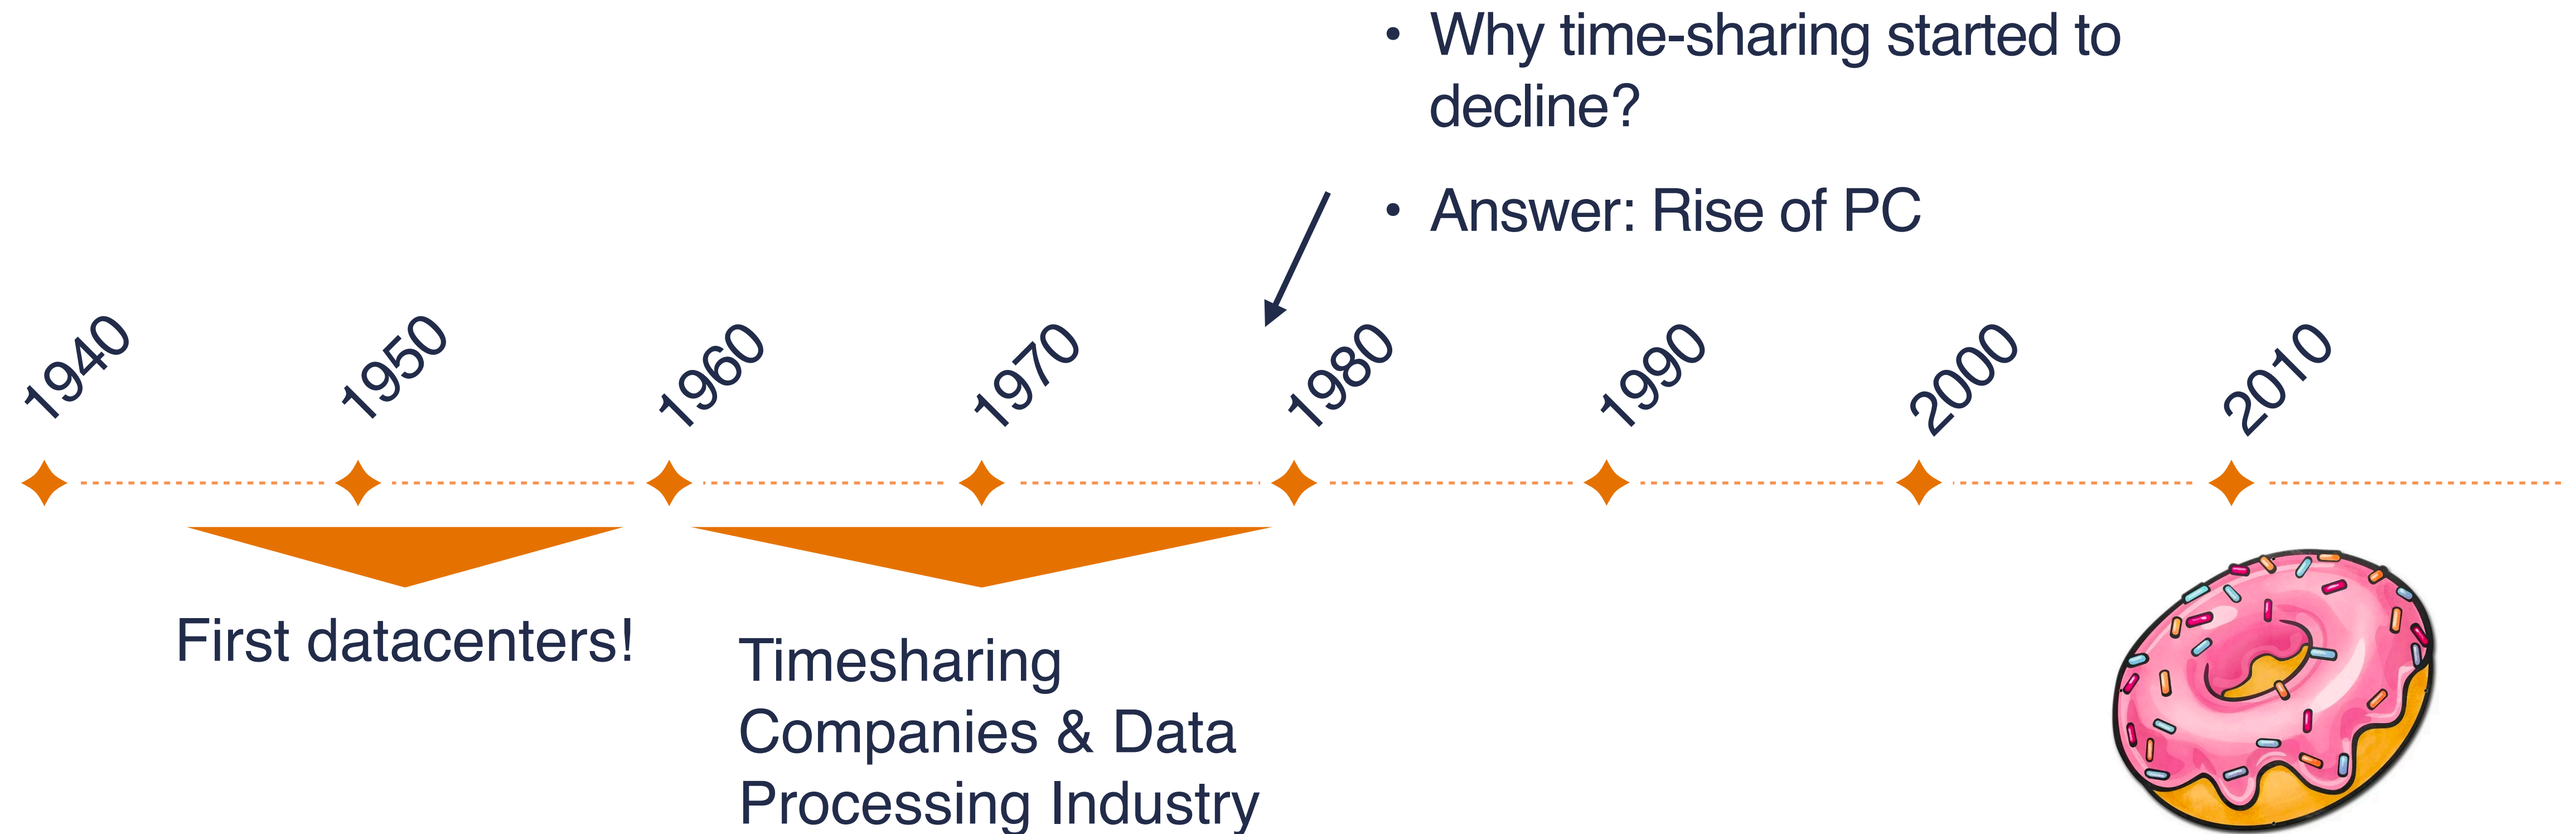 • Why time-sharing started to
decline?
• Answer: Rise of PC
1940 1950 1960 1970 1980 1990 2000 2010
First datacenters!
Timesharing
Companies & Data
Processing Industry